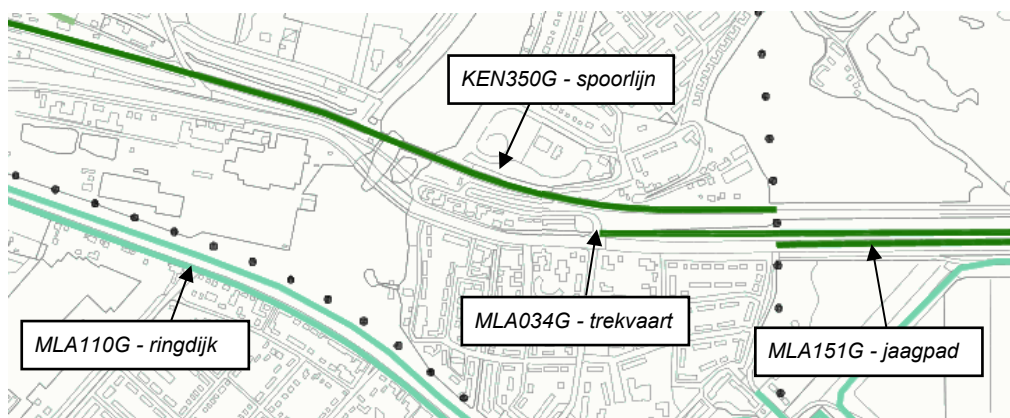 KEN350G - spoorlijn
MLA034G - trekvaart
MLA110G - ringdijk
MLA151G - jaagpad